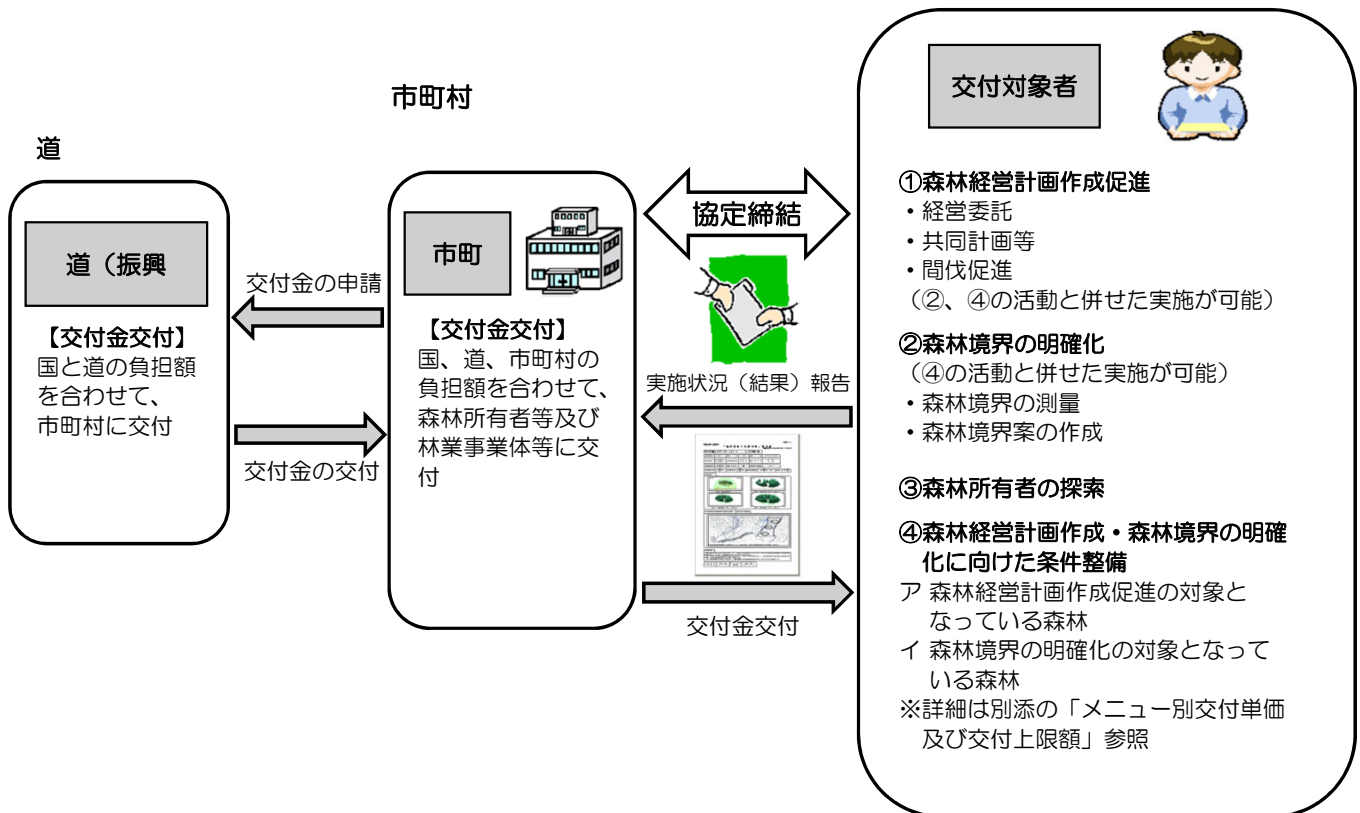 道
道（振興
【交付金交付】
国と道の負担額
を合わせて、
市町村に交付
交付金の申請
交付金の交付
市町村
市町
【交付金交付】
国、道、市町村の
負担額を合わせて、
森林所有者等及び
林業事業体等に交
付
協定締結
実施状況（結果）報告
交付金交付
交付対象者
①森林経営計画作成促進
・経営委託
・共同計画等
・間伐促進
（②、④の活動と併せた実施が可能）
②森林境界の明確化
（④の活動と併せた実施が可能）
・森林境界の測量
・森林境界案の作成
③森林所有者の探索
④森林経営計画作成・森林境界の明確
化に向けた条件整備
ア 森林経営計画作成促進の対象と
なっている森林
イ 森林境界の明確化の対象となって
いる森林
※詳細は別添の「メニュー別交付単価
及び交付上限額」参照